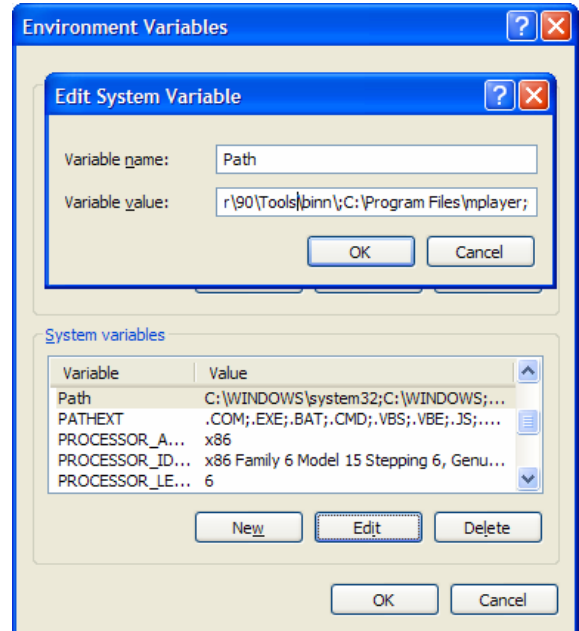 Environment Variables
Edit System Variable
Variable name: Path
Variable value: r\90\Tools\binn\;C:\Program Files\mplayer;
OK Cancel
System variables
Variable Value
Path C:\WINDOWS\system32;C:\WINDOWS;...
PATHEXT .COM;.EXE;.BAT;.CMD;.VBS;.VBE;.JS;....
PROCESSOR_A... x86
PROCESSOR_ID... x86 Family 6 Model 15 Stepping 6, Genu...
PROCESSOR_LE... 6
New Edit Delete
OK Cancel